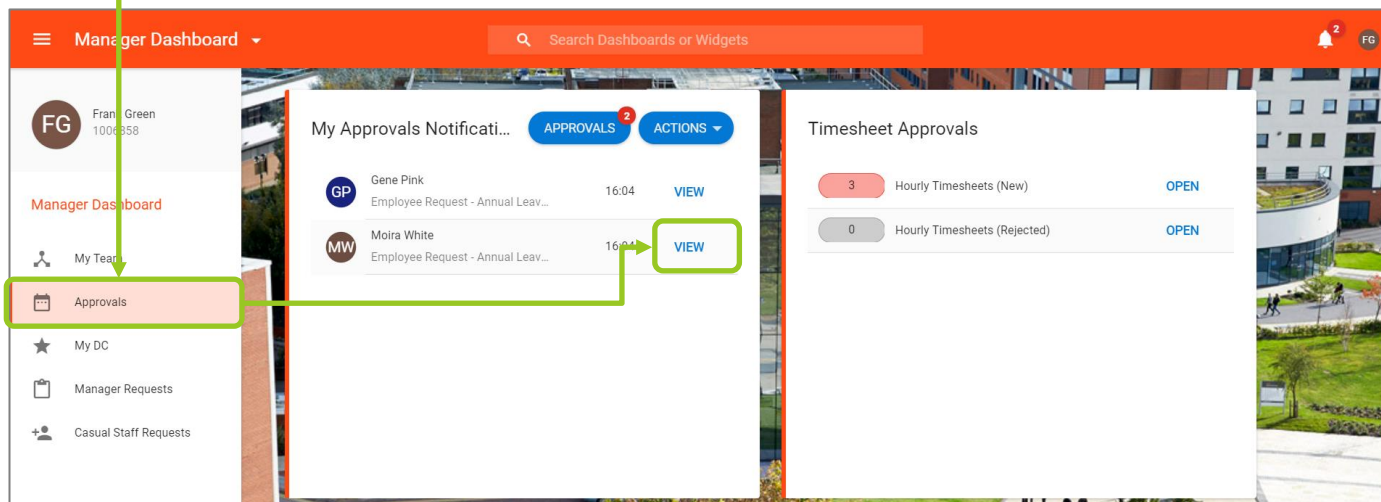 Manager Dashboard
Search Dashboards or Widgets
2
FG
FG
Frank Green
1006358
Manager Dashboard
My Team
Approvals
My DC
Manager Requests
Casual Staff Requests
My Approvals Notificati...
APPROVALS
2
ACTIONS
GP
Gene Pink
Employee Request - Annual Leav...
16:04
VIEW
MW
Moira White
Employee Request - Annual Leav...
16:04
VIEW
Timesheet Approvals
3
Hourly Timesheets (New)
OPEN
0
Hourly Timesheets (Rejected)
OPEN